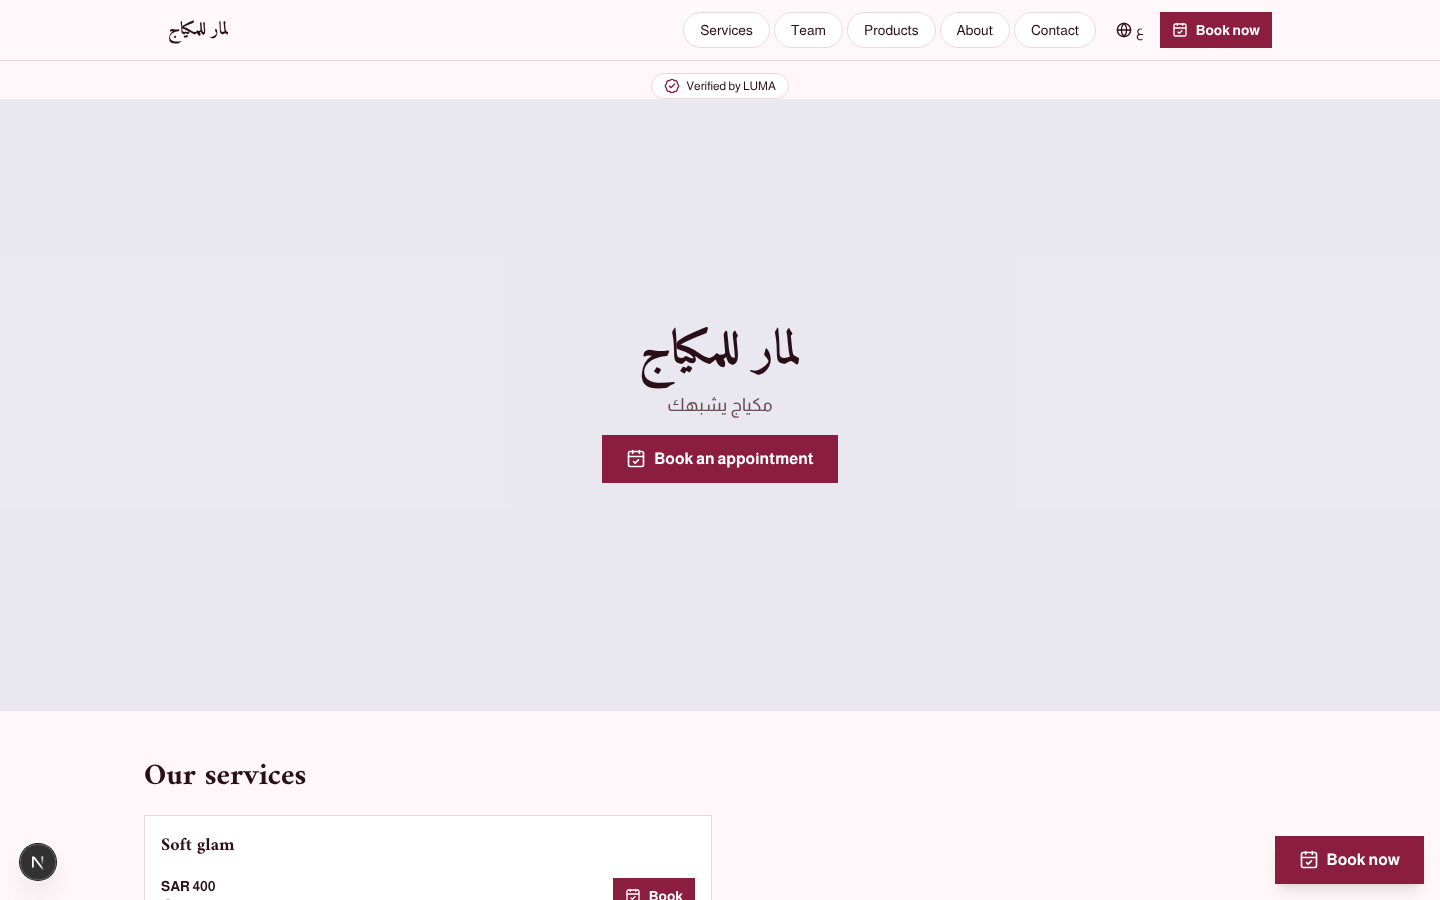 لمار للمكياج
Services
Team
Products
About
Contact
ع
Book now
Verified by LUMA
لمار للمكياج
مكياج يشبهك
Book an appointment
Our services
Soft glam
SAR 400
Book
N
Book now